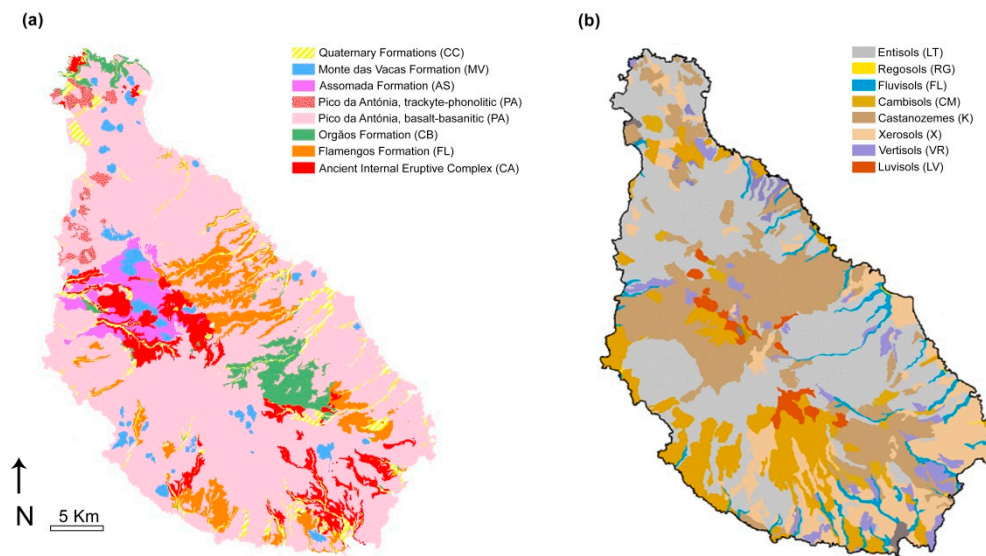 (a)
Quaternary Formations (CC)
Monte das Vacas Formation (MV)
Assomada Formation (AS)
Pico da Antónia, trackyte-phonolitic (PA)
Pico da Antónia, basalt-basanitic (PA)
Orgãos Formation (CB)
Flamengos Formation (FL)
Ancient Internal Eruptive Complex (CA)
N
5 Km
(b)
Entisols (LT)
Regosols (RG)
Fluvisols (FL)
Cambisols (CM)
Castanozemes (K)
Xerosols (X)
Vertisols (VR)
Luvisols (LV)